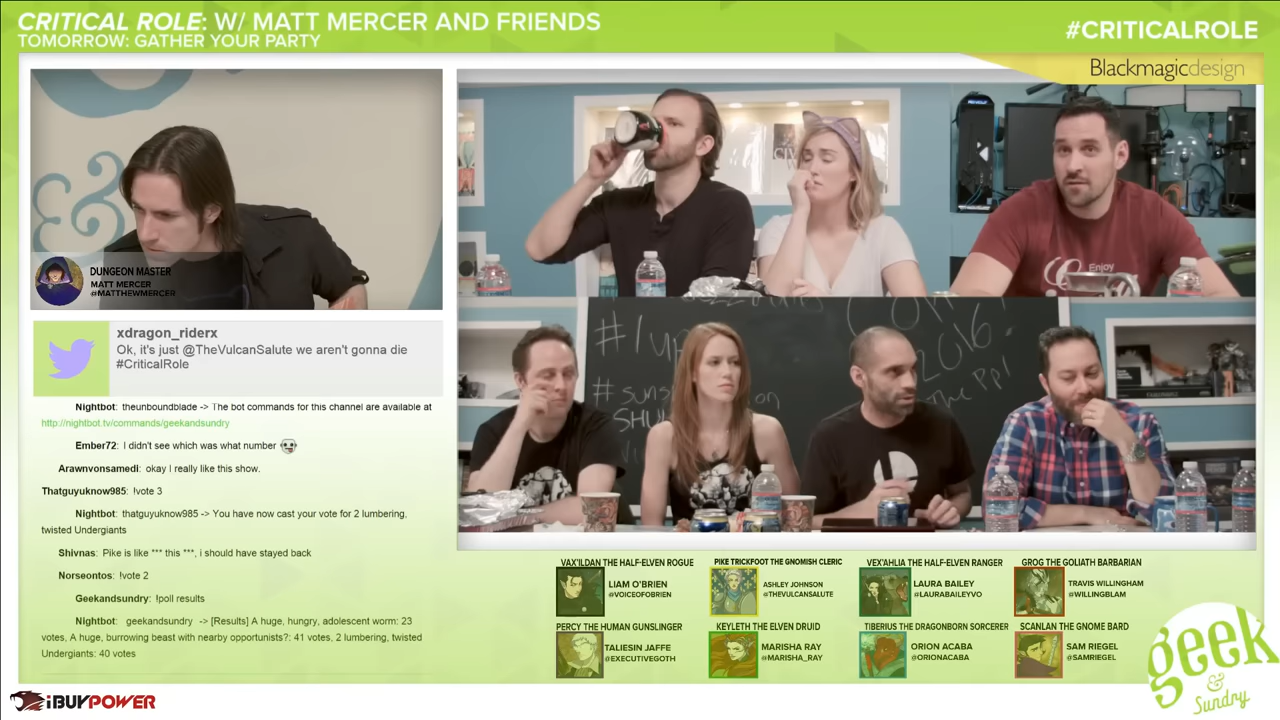 CRITICAL ROLE: W/ MATT MERCER AND FRIENDS
TOMORROW: GATHER YOUR PARTY
#CRITICALROLE
Blackmagicdesign
DUNGEON MASTER
MATT MERCER
@MATTHEWMERCER
xdragon_riderx
Ok, it's just @TheVulcanSalute we aren't gonna die
#CriticalRole
Nightbot: theunboundblade -> The bot commands for this channel are available at
http://nightbot.tv/commands/geekandsundry
Ember72: I didn't see which was what number
Arawnvonsamedi: okay I really like this show.
Thatguyuknow985: !vote 3
Nightbot: thatguyuknow985 -> You have now cast your vote for 2 lumbering,
twisted Undergiants
Shivnas: Pike is like *** this ***, i should have stayed back
Norseontos: !vote 2
Geekandsundry: !poll results
Nightbot: geekandsundry -> [Results] A huge, hungry, adolescent worm: 23
votes, A huge, burrowing beast with nearby opportunists?: 41 votes, 2 lumbering, twisted
Undergiants: 40 votes
Enjoy
#1up
2016
#suns
SHU
VAX'ILDAN THE HALF-ELVEN ROGUE
LIAM O'BRIEN
@VOICEOFOBRIEN
PIKE TRICKFOOT THE GNOMISH CLERIC
ASHLEY JOHNSON
@THEVULCANSALUTE
VEX'AHLIA THE HALF-ELVEN RANGER
LAURA BAILEY
@LAURABAILEYVO
GROG THE GOLIATH BARBARIAN
TRAVIS WILLINGHAM
@WILLINGBLAM
PERCY THE HUMAN GUNSLINGER
TALIESIN JAFFE
@EXECUTIVEGOTH
KEYLETH THE ELVEN DRUID
MARISHA RAY
@MARISHA_RAY
TIBERIUS THE DRAGONBORN SORCERER
ORION ACABA
@ORIONACABA
SCANLAN THE GNOME BARD
SAM RIEGEL
@SAMRIEGEL
geek
&
Sundry
iBUYPOWER